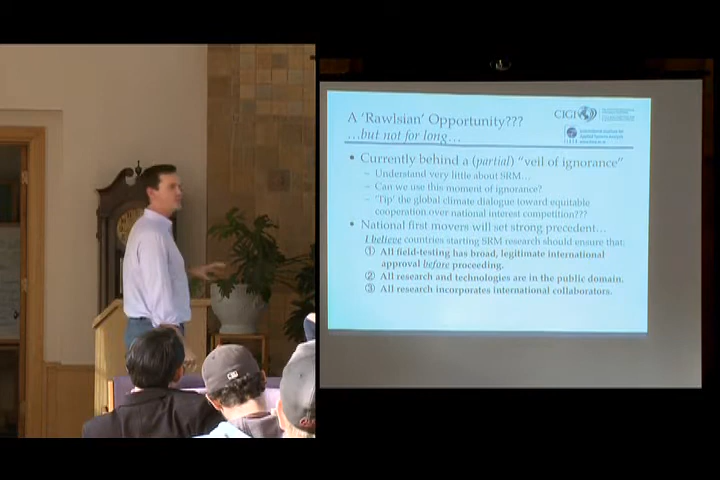 A 'Rawlsian' Opportunity???
...but not for long...
CIGI
IIASA
• Currently behind a (partial) "veil of ignorance"
– Understand very little about SRM...
– Can we use this moment of ignorance?
– 'Tip' the global climate dialogue toward equitable
cooperation over national interest competition???
• National first movers will set strong precedent...
I believe countries starting SRM research should ensure that:
① All field-testing has broad, legitimate international
approval before proceeding.
② All research and technologies are in the public domain.
③ All research incorporates international collaborators.